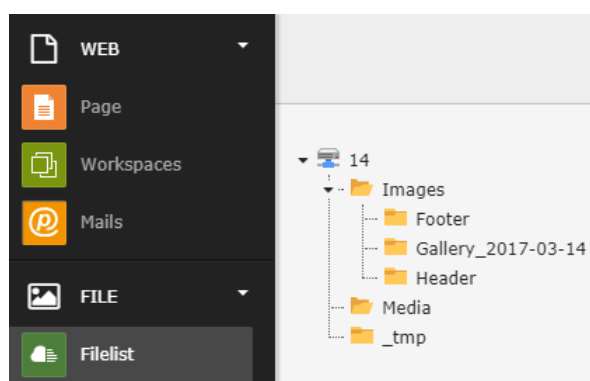 WEB
Page
Workspaces
Mails
FILE
Filelist
14
Images
Footer
Gallery_2017-03-14
Header
Media
_tmp